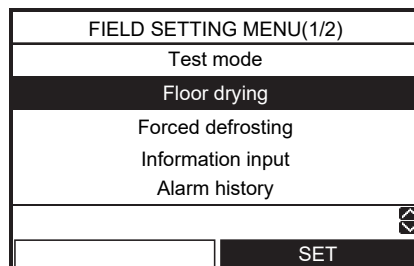 FIELD SETTING MENU(1/2)
Test mode
Floor drying
Forced defrosting
Information input
Alarm history
SET